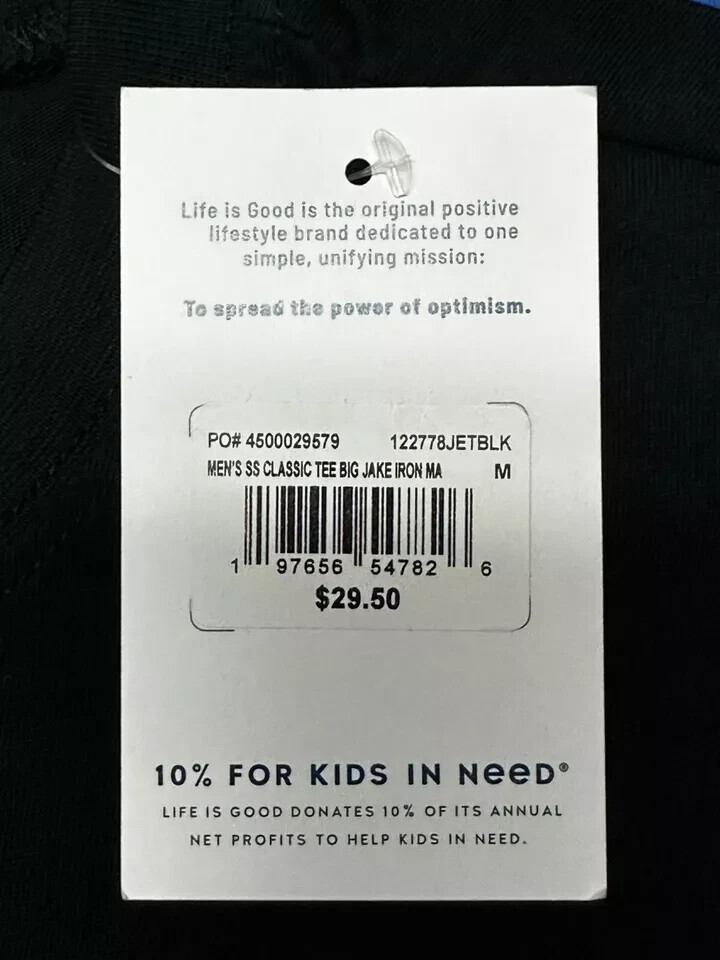 Life is Good is the original positive
lifestyle brand dedicated to one
simple, unifying mission:
To spread the power of optimism.
PO# 4500029579 122778JETBLK
MEN'S SS CLASSIC TEE BIG JAKE IRON MA M
1 97656 54782 6
$29.50
10% FOR KIDS IN NeeD®
LIFE IS GOOD DONATES 10% OF ITS ANNUAL
NET PROFITS TO HELP KIDS IN NEED.